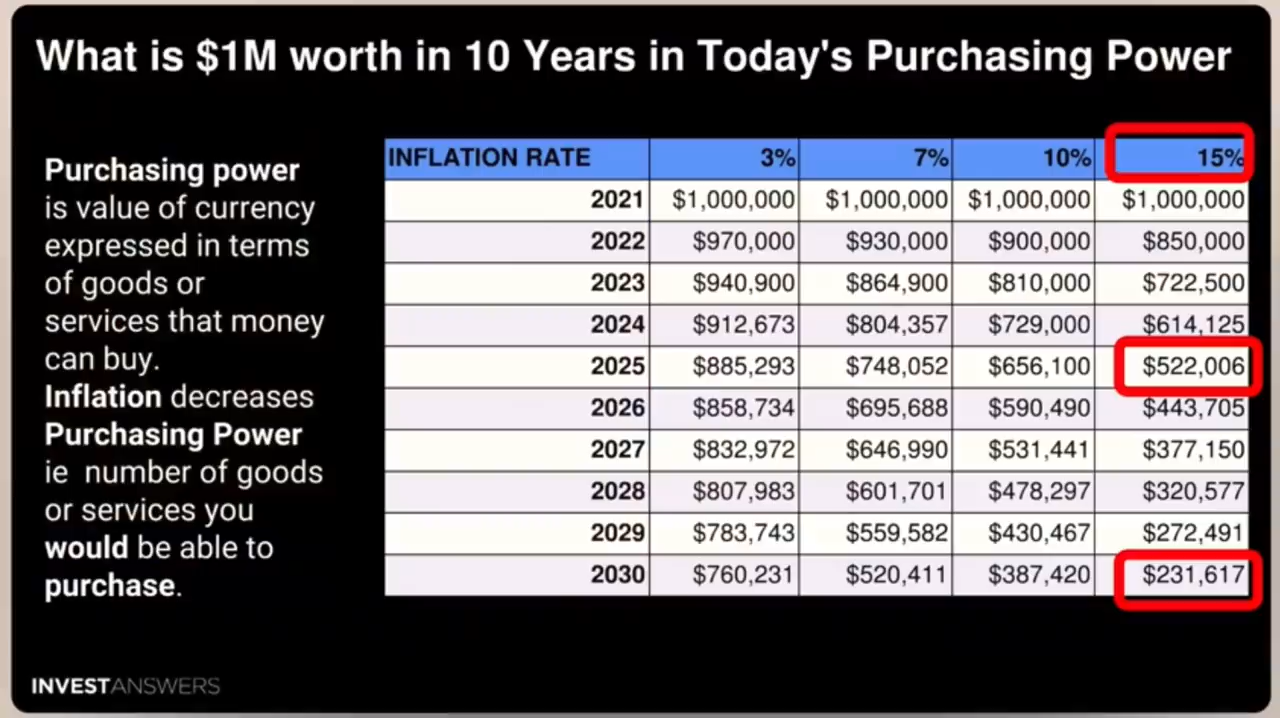 What is $1M worth in 10 Years in Today's Purchasing Power
Purchasing power
is value of currency
expressed in terms
of goods or
services that money
can buy.
Inflation decreases
Purchasing Power
ie number of goods
or services you
would be able to
purchase.
INFLATION RATE 3% 7% 10% 15%
2021 $1,000,000 $1,000,000 $1,000,000 $1,000,000
2022 $970,000 $930,000 $900,000 $850,000
2023 $940,900 $864,900 $810,000 $722,500
2024 $912,673 $804,357 $729,000 $614,125
2025 $885,293 $748,052 $656,100 $522,006
2026 $858,734 $695,688 $590,490 $443,705
2027 $832,972 $646,990 $531,441 $377,150
2028 $807,983 $601,701 $478,297 $320,577
2029 $783,743 $559,582 $430,467 $272,491
2030 $760,231 $520,411 $387,420 $231,617
INVESTANSWERS